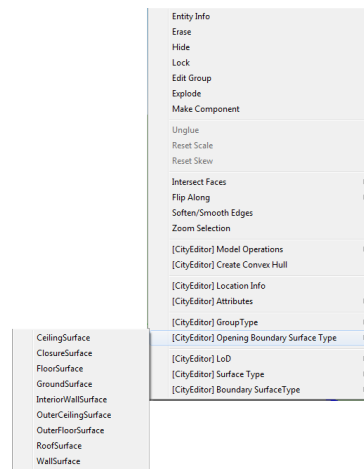 Entity Info
Erase
Hide
Lock
Edit Group
Explode
Make Component
Unglue
Reset Scale
Reset Skew
Intersect Faces
Flip Along
Soften/Smooth Edges
Zoom Selection
[CityEditor] Model Operations
[CityEditor] Create Convex Hull
[CityEditor] Location Info
[CityEditor] Attributes
[CityEditor] GroupType
[CityEditor] Opening Boundary Surface Type
[CityEditor] LoD
[CityEditor] Surface Type
[CityEditor] Boundary SurfaceType
CeilingSurface
ClosureSurface
FloorSurface
GroundSurface
InteriorWallSurface
OuterCeilingSurface
OuterFloorSurface
RoofSurface
WallSurface